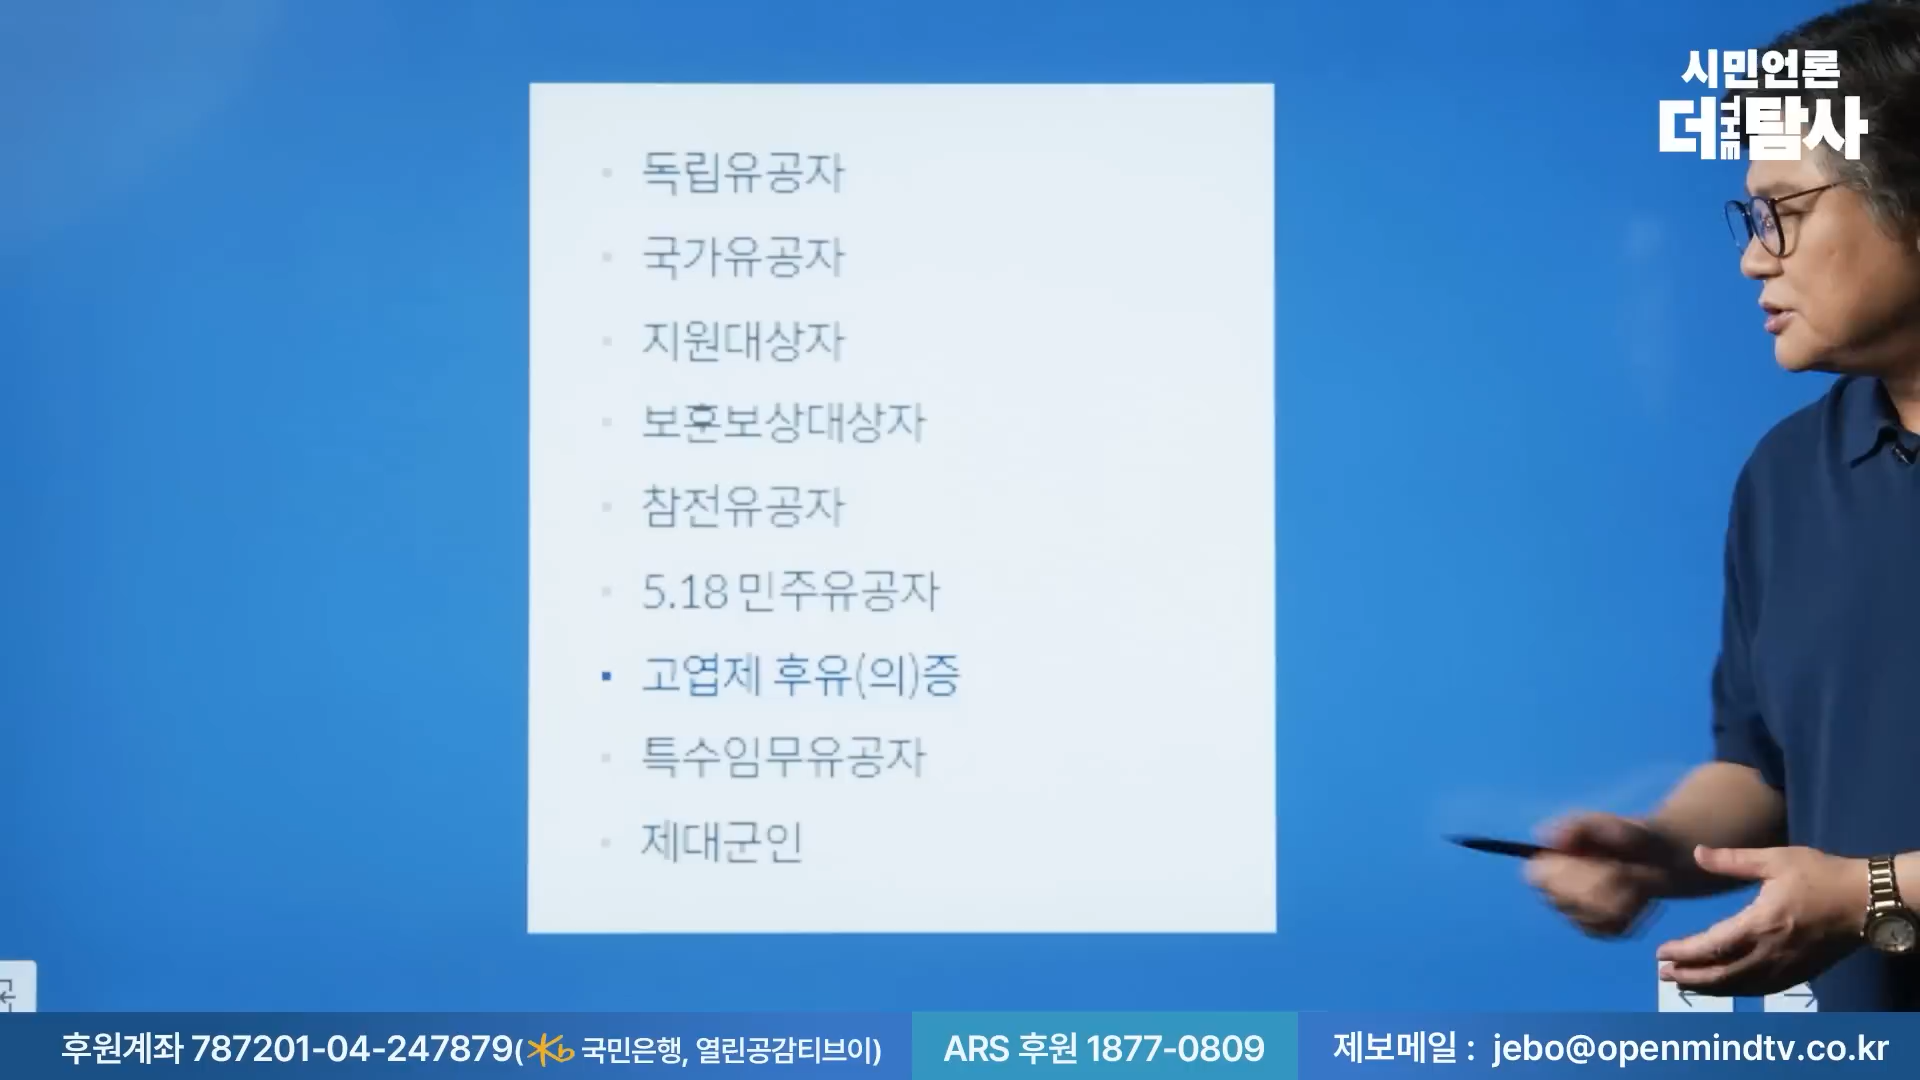 시민언론
더탐사
독립유공자
국가유공자
지원대상자
보훈보상대상자
참전유공자
5.18 민주유공자
고엽제 후유(의)증
특수임무유공자
제대군인
후원계좌 787201-04-247879( 국민은행, 열린공감티브이)
ARS 후원 1877-0809
제보메일 : jebo@openmindtv.co.kr